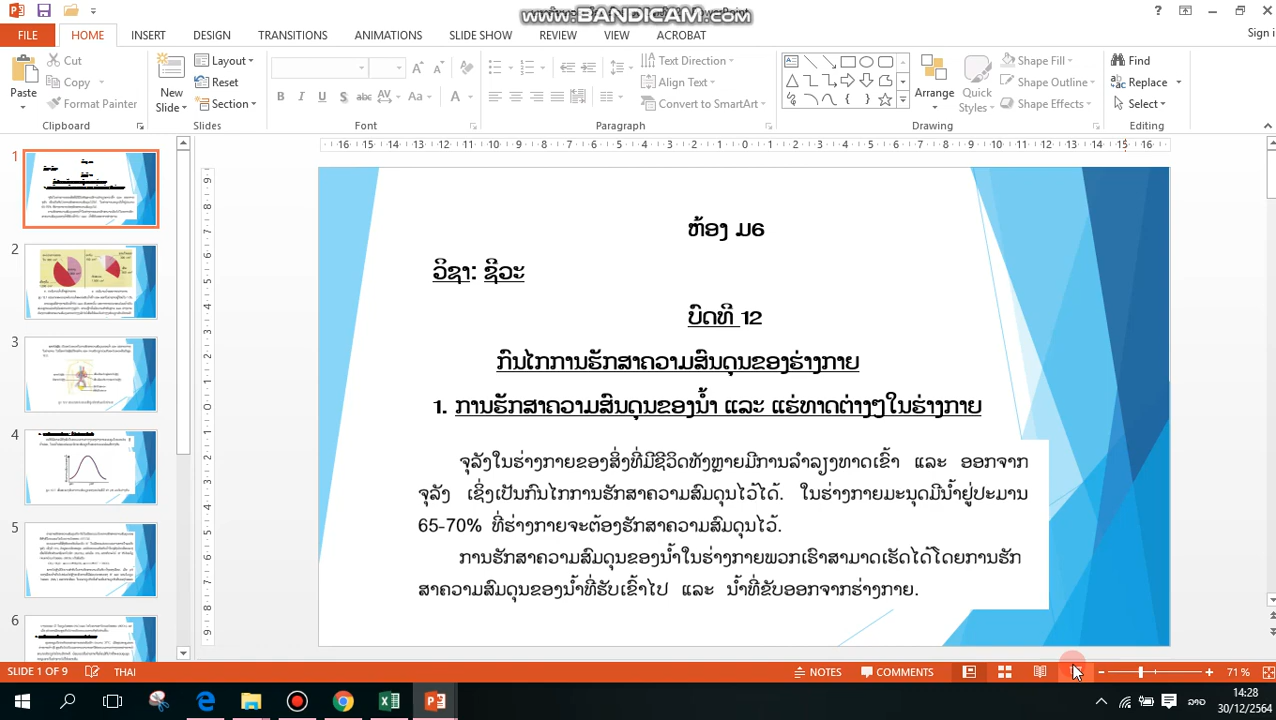 www.BANDICAM.com
PowerPoint
FILE HOME INSERT DESIGN TRANSITIONS ANIMATIONS SLIDE SHOW REVIEW VIEW ACROBAT Sign i
Cut
Copy
Format Painter
Paste
Clipboard
New Slide
Layout
Reset
Section
Slides
Font
Text Direction
Align Text
Convert to SmartArt
Paragraph
Arrange
Quick Styles
Shape Fill
Shape Outline
Shape Effects
Drawing
Find
Replace
Select
Editing
ຫ້ອງ ມ6
ວິຊາ: ຊີວະ
ບົດທີ 12
ກົນໄກການຮັກສາຄວາມສົນດຸນຂອງຮ່າງກາຍ
1. ການຮັກສາຄວາມສົນດຸນຂອງນ້ຳ ແລະ ແຮທາດຕ່າງໆໃນຮ່າງກາຍ
ຈຸລັງໃນຮ່າງກາຍຂອງສິ່ງທີ່ມີຊີວິດທັງຫຼາຍມີການລຳລຽງທາດເຂົ້າ ແລະ ອອກຈາກ
ຈຸລັງ ເຊິ່ງເປັນກົນໄກການຮັກສາຄວາມສົມດຸນໄວ້ໄດ້. ໃນຮ່າງກາຍມະນຸດມີນ້ຳຢູ່ປະມານ
65-70% ທີ່ຮ່າງກາຍຈະຕ້ອງຮັກສາຄວາມສົມດຸນໄວ້.
ການຮັກສາຄວາມສົມດຸນຂອງນ້ຳໃນຮ່າງກາຍພວກເຮົາສາມາດເຮັດໄດ້ໂດຍການຮັກ
ສາຄວາມສົມດຸນຂອງນ້ຳທີ່ຮັບເຂົ້າໄປ ແລະ ນ້ຳທີ່ຂັບອອກຈາກຮ່າງກາຍ.
1
2
3
4
5
6
SLIDE 1 OF 9 THAI NOTES COMMENTS 71 %
ລາວ
14:28
30/12/2564